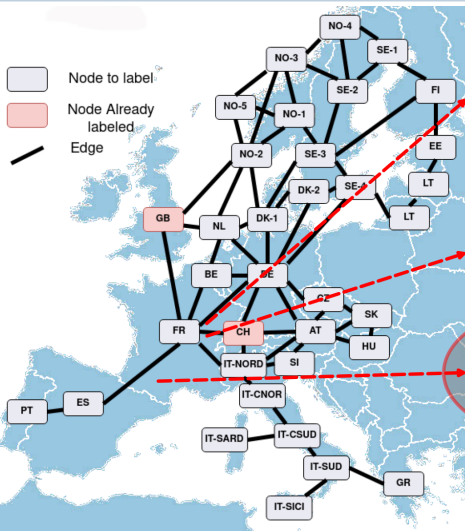 NO-4
SE-1
NO-3
Node to label
SE-2
FI
Node Already
labeled
NO-5
NO-1
Edge
EE
NO-2
SE-3
LT
DK-2
SE-4
GB
NL
DK-1
LT
BE
DE
CZ
SK
FR
CH
AT
HU
IT-NORD
SI
IT-CNOR
PT
ES
IT-SARD
IT-CSUD
IT-SUD
GR
IT-SICI